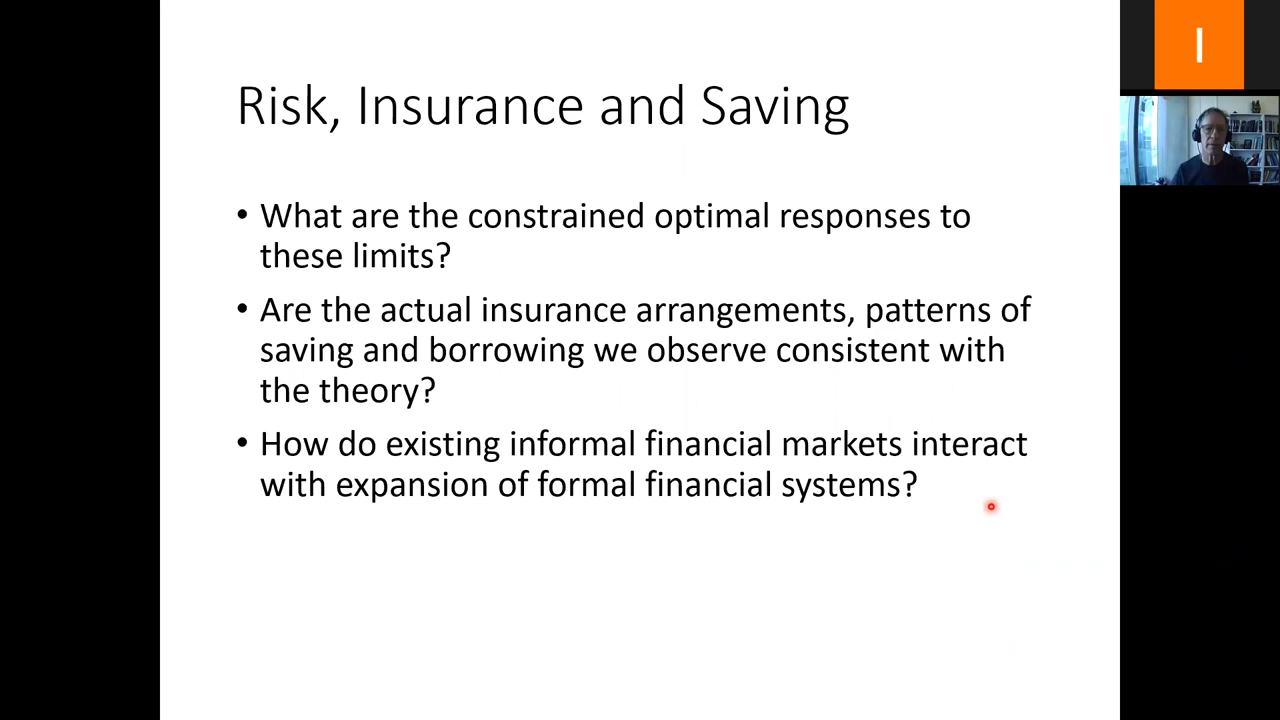 Risk, Insurance and Saving
• What are the constrained optimal responses to
these limits?
• Are the actual insurance arrangements, patterns of
saving and borrowing we observe consistent with
the theory?
• How do existing informal financial markets interact
with expansion of formal financial systems?
I